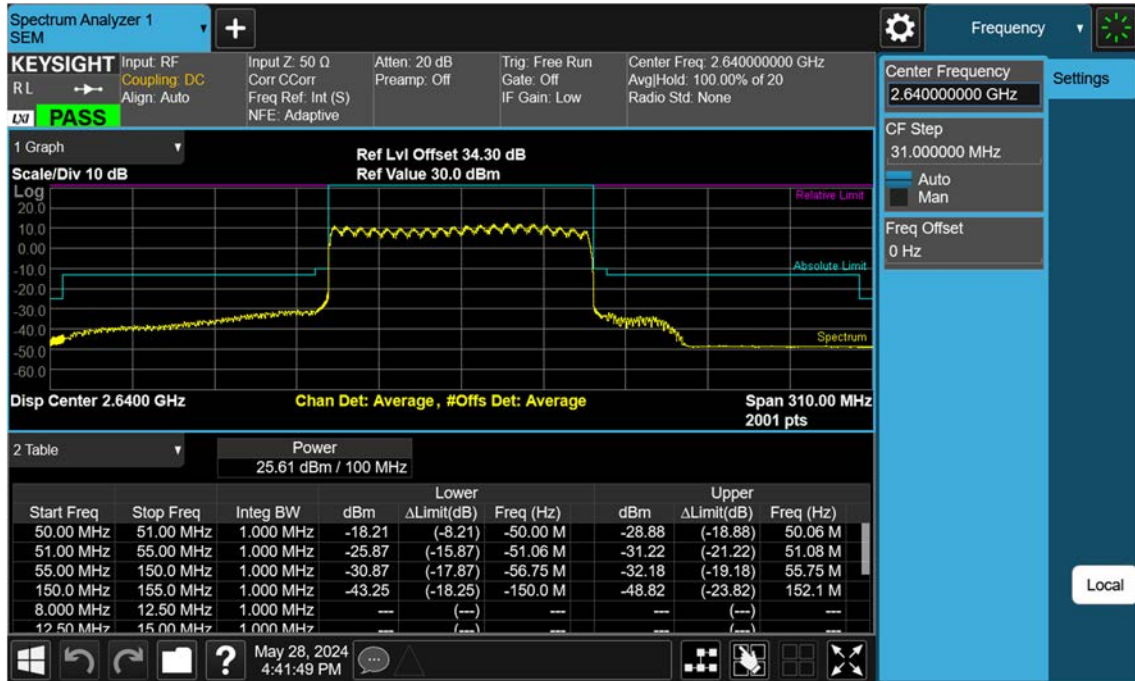 Spectrum Analyzer 1
SEM
+
Frequency
KEYSIGHT
RL
LXI
PASS
Input: RF
Coupling: DC
Align: Auto
Input Z: 50 Ω
Corr CCorr
Freq Ref: Int (S)
NFE: Adaptive
Atten: 20 dB
Preamp: Off
Trig: Free Run
Gate: Off
IF Gain: Low
Center Freq: 2.640000000 GHz
Avg|Hold: 100.00% of 20
Radio Std: None
Center Frequency
2.640000000 GHz
Settings
CF Step
31.000000 MHz
Auto
Man
Freq Offset
0 Hz
Local
1 Graph
Scale/Div 10 dB
Ref Lvl Offset 34.30 dB
Ref Value 30.0 dBm
Log
20.0
10.0
0.00
-10.0
-20.0
-30.0
-40.0
-50.0
-60.0
Relative Limit
Absolute Limit
Spectrum
Disp Center 2.6400 GHz
Chan Det: Average, #Offs Det: Average
Span 310.00 MHz
2001 pts
2 Table
Power
25.61 dBm / 100 MHz
Lower Upper
Start Freq Stop Freq Integ BW dBm ΔLimit(dB) Freq (Hz) dBm ΔLimit(dB) Freq (Hz)
50.00 MHz 51.00 MHz 1.000 MHz -18.21 (-8.21) -50.00 M -28.88 (-18.88) 50.06 M
51.00 MHz 55.00 MHz 1.000 MHz -25.87 (-15.87) -51.06 M -31.22 (-21.22) 51.08 M
55.00 MHz 150.0 MHz 1.000 MHz -30.87 (-17.87) -56.75 M -32.18 (-19.18) 55.75 M
150.0 MHz 155.0 MHz 1.000 MHz -43.25 (-18.25) -150.0 M -48.82 (-23.82) 152.1 M
8.000 MHz 12.50 MHz 1.000 MHz --- (---) --- --- (---) ---
12.50 MHz 15.00 MHz 1.000 MHz --- (---) --- --- (---) ---
?
May 28, 2024
4:41:49 PM